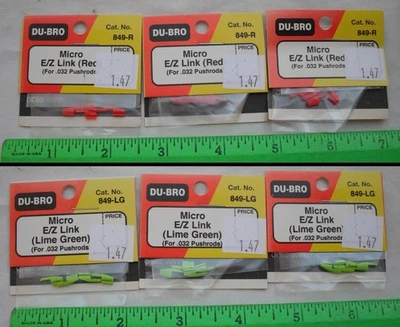 DU-BRO
Cat. No.
849-R
Micro
E/Z Link (Red
(For .032 Pushrods)
PRICE
1.47
DU-BRO
Cat. No.
849-R
Micro
E/Z Link (Red
(For .032 Pushrods
PRICE
1.47
DU-BRO
Cat. No.
849-R
Micro
E/Z Link (Red
(For .032 Pushrods
PRICE
1.47
1 2 3 4 5 6 7
DU-BRO
Cat. No.
849-LG
Micro
E/Z Link
(Lime Green)
(For .032 Pushrods)
PRICE
1.47
DU-BRO
Cat. No.
849-LG
Micro
E/Z Link
(Lime Green)
(For .032 Pushrods)
PRICE
1.47
DU-BRO
Cat. No.
849-LG
Micro
E/Z Link
(Lime Green)
(For .032 Pushrods)
PRICE
1.47
1 2 3 4 5 6